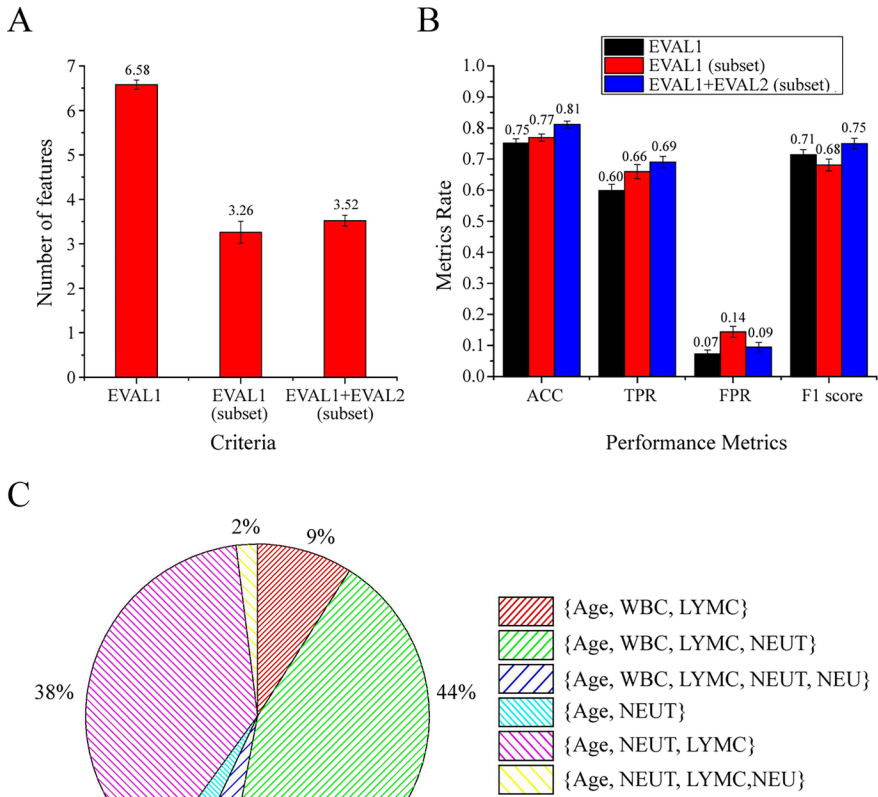 A
7
6
5
4
3
2
1
0
Number of features
6.58
3.26
3.52
EVAL1
EVAL1
(subset)
EVAL1+EVAL2
(subset)
Criteria
B
EVAL1
EVAL1 (subset)
EVAL1+EVAL2 (subset)
1.0
0.9
0.8
0.7
0.6
0.5
0.4
0.3
0.2
0.1
0.0
Metrics Rate
0.75
0.77
0.81
0.60
0.66
0.69
0.07
0.14
0.09
0.71
0.68
0.75
ACC
TPR
FPR
F1 score
Performance Metrics
C
2%
9%
38%
44%
{Age, WBC, LYMC}
{Age, WBC, LYMC, NEUT}
{Age, WBC, LYMC, NEUT, NEU}
{Age, NEUT}
{Age, NEUT, LYMC}
{Age, NEUT, LYMC,NEU}